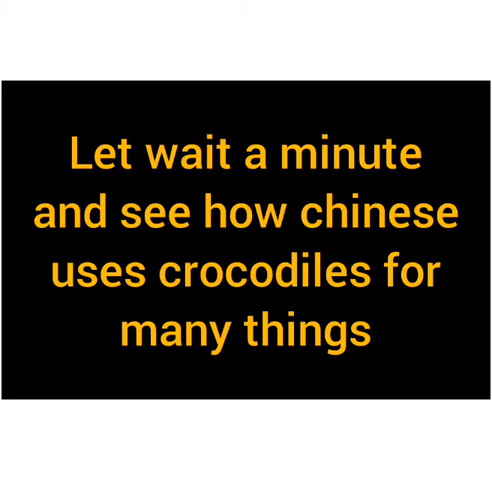 Let wait a minute
and see how chinese
uses crocodiles for
many things